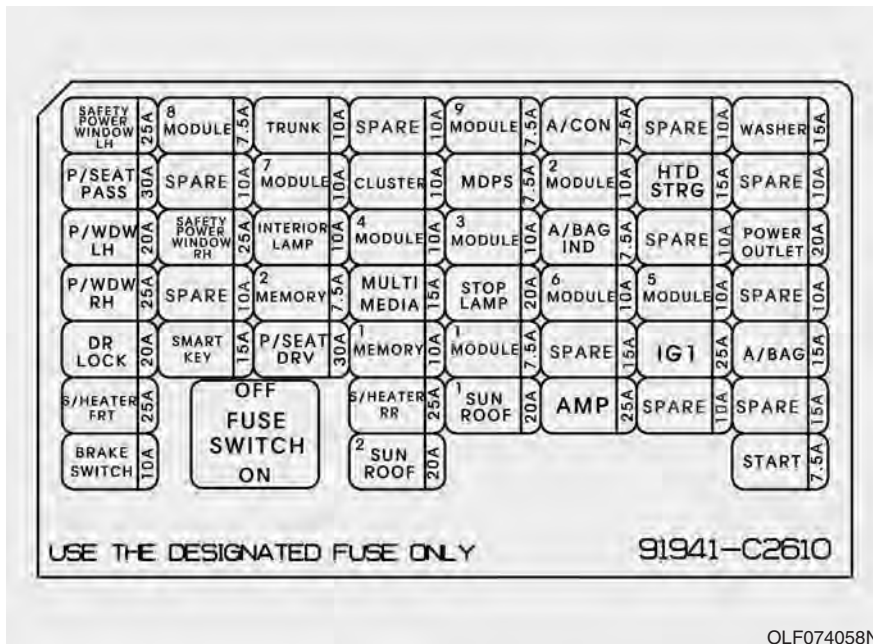 SAFETY POWER WINDOW LH 25A
8 MODULE 7.5A
TRUNK 10A
SPARE 10A
9 MODULE 7.5A
A/CON 7.5A
SPARE 10A
WASHER 15A
P/SEAT PASS 30A
SPARE 10A
7 MODULE 10A
CLUSTER 10A
MDPS 7.5A
2 MODULE 10A
HTD STRG 15A
SPARE 10A
P/WDW LH 20A
SAFETY POWER WINDOW RH 25A
INTERIOR LAMP 10A
4 MODULE 10A
3 MODULE 10A
A/BAG IND 7.5A
SPARE 10A
POWER OUTLET 20A
P/WDW RH 25A
SPARE 10A
2 MEMORY 7.5A
MULTI MEDIA 15A
STOP LAMP 20A
6 MODULE 10A
5 MODULE 10A
SPARE 10A
DR LOCK 20A
SMART KEY 15A
P/SEAT DRV 30A
1 MEMORY 10A
1 MODULE 7.5A
SPARE 15A
IG1 25A
A/BAG 15A
S/HEATER FRT 25A
OFF
FUSE
SWITCH
ON
S/HEATER RR 25A
1 SUN ROOF 20A
AMP 25A
SPARE 10A
SPARE 15A
BRAKE SWITCH 10A
2 SUN ROOF 20A
START 7.5A
USE THE DESIGNATED FUSE ONLY
91941-C2610
OLF074058N